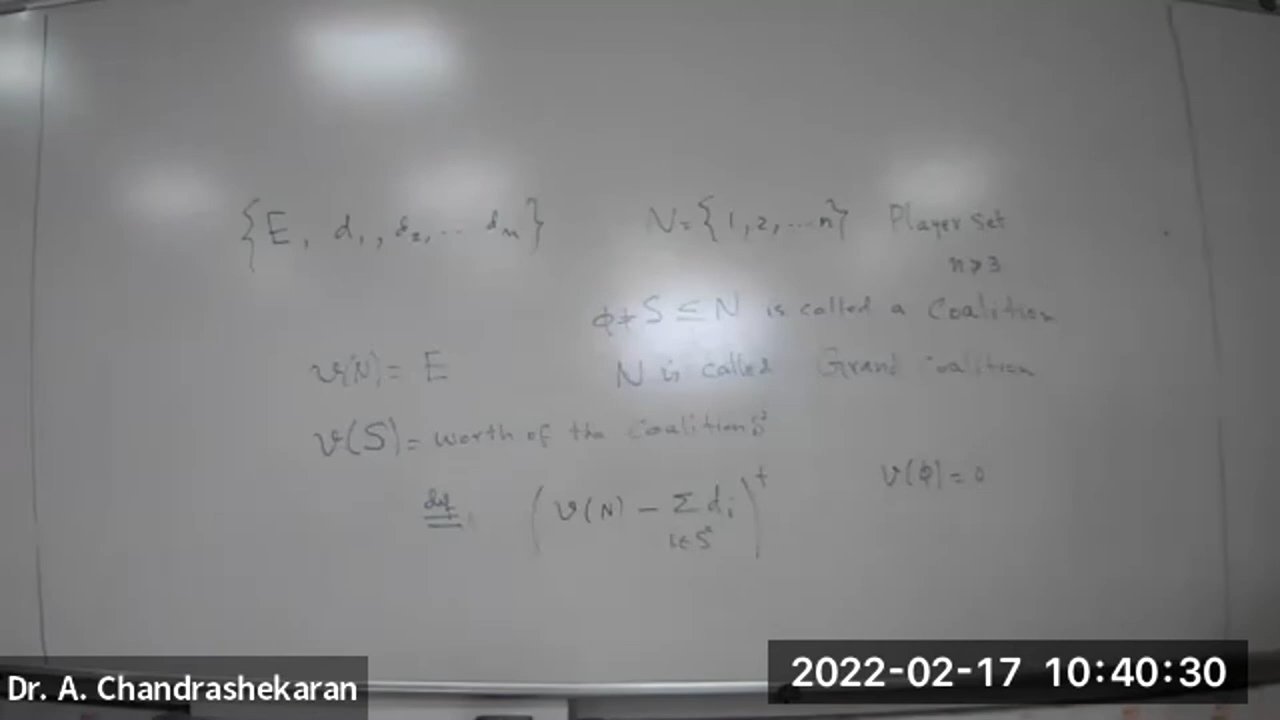 {E, d₁, d₂, ... dₙ} N = {1, 2, ... n} Player set
n ≥ 3
ϕ ≠ S ⊆ N is called a Coalition
v(N) = E N is called Grand Coalition
v(S) = worth of the Coalition S
v(ϕ) = 0
def ( v(N) − Σ dᵢ )⁺
i∈Sᶜ
Dr. A. Chandrashekaran
2022-02-17 10:40:30